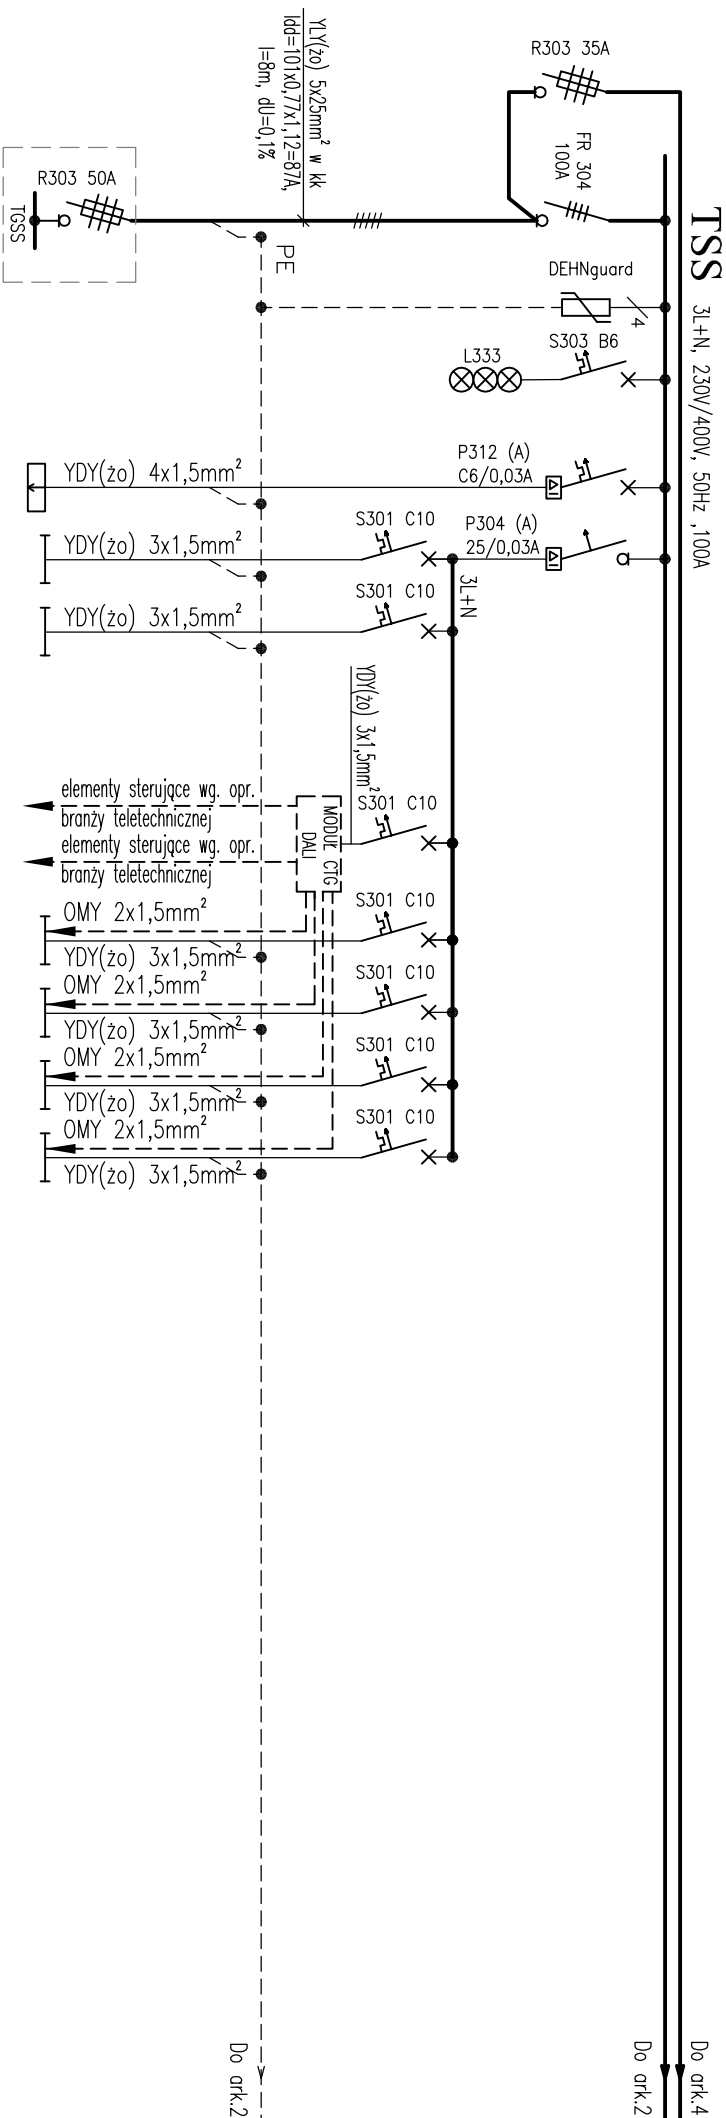 TSS
3L+N, 230V/400V, 50Hz ,100A
R303 35A
FR 304
100A
YLY(żo) 5x25mm² w kk
Idd=101x0,77x1,12=87A,
l=8m, dU=0,1%
R303 50A
TGSS
PE
DEHNguard
4
S303 B6
L333
P312 (A)
C6/0,03A
YDY(żo) 4x1,5mm²
P304 (A)
25/0,03A
3L+N
S301 C10
YDY(żo) 3x1,5mm²
S301 C10
YDY(żo) 3x1,5mm²
YDY(żo) 3x1,5mm²
S301 C10
MODUŁ CTG
DALI
elementy sterujące wg. opr.
branży teletechnicznej
elementy sterujące wg. opr.
branży teletechnicznej
S301 C10
OMY 2x1,5mm²
YDY(żo) 3x1,5mm²
S301 C10
OMY 2x1,5mm²
YDY(żo) 3x1,5mm²
S301 C10
OMY 2x1,5mm²
YDY(żo) 3x1,5mm²
S301 C10
OMY 2x1,5mm²
YDY(żo) 3x1,5mm²
Do ark.4
Do ark.2
Do ark.2